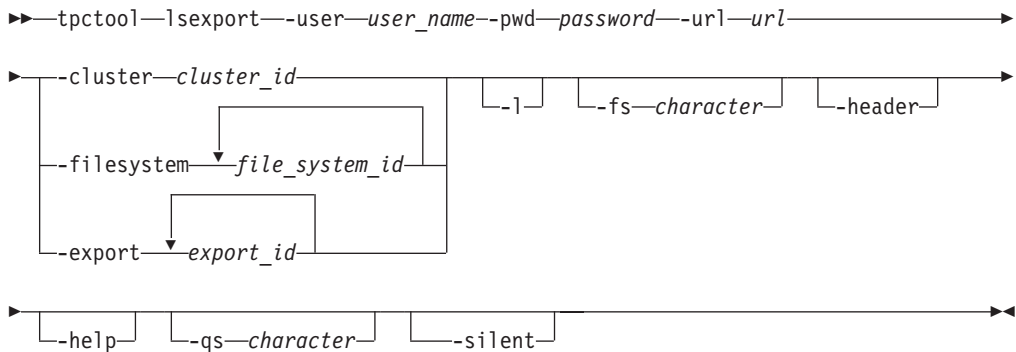 tpctool lsexport -user user_name -pwd password -url url
-cluster cluster_id
-l -fs character -header
-filesystem file_system_id
-export export_id
-help -qs character -silent